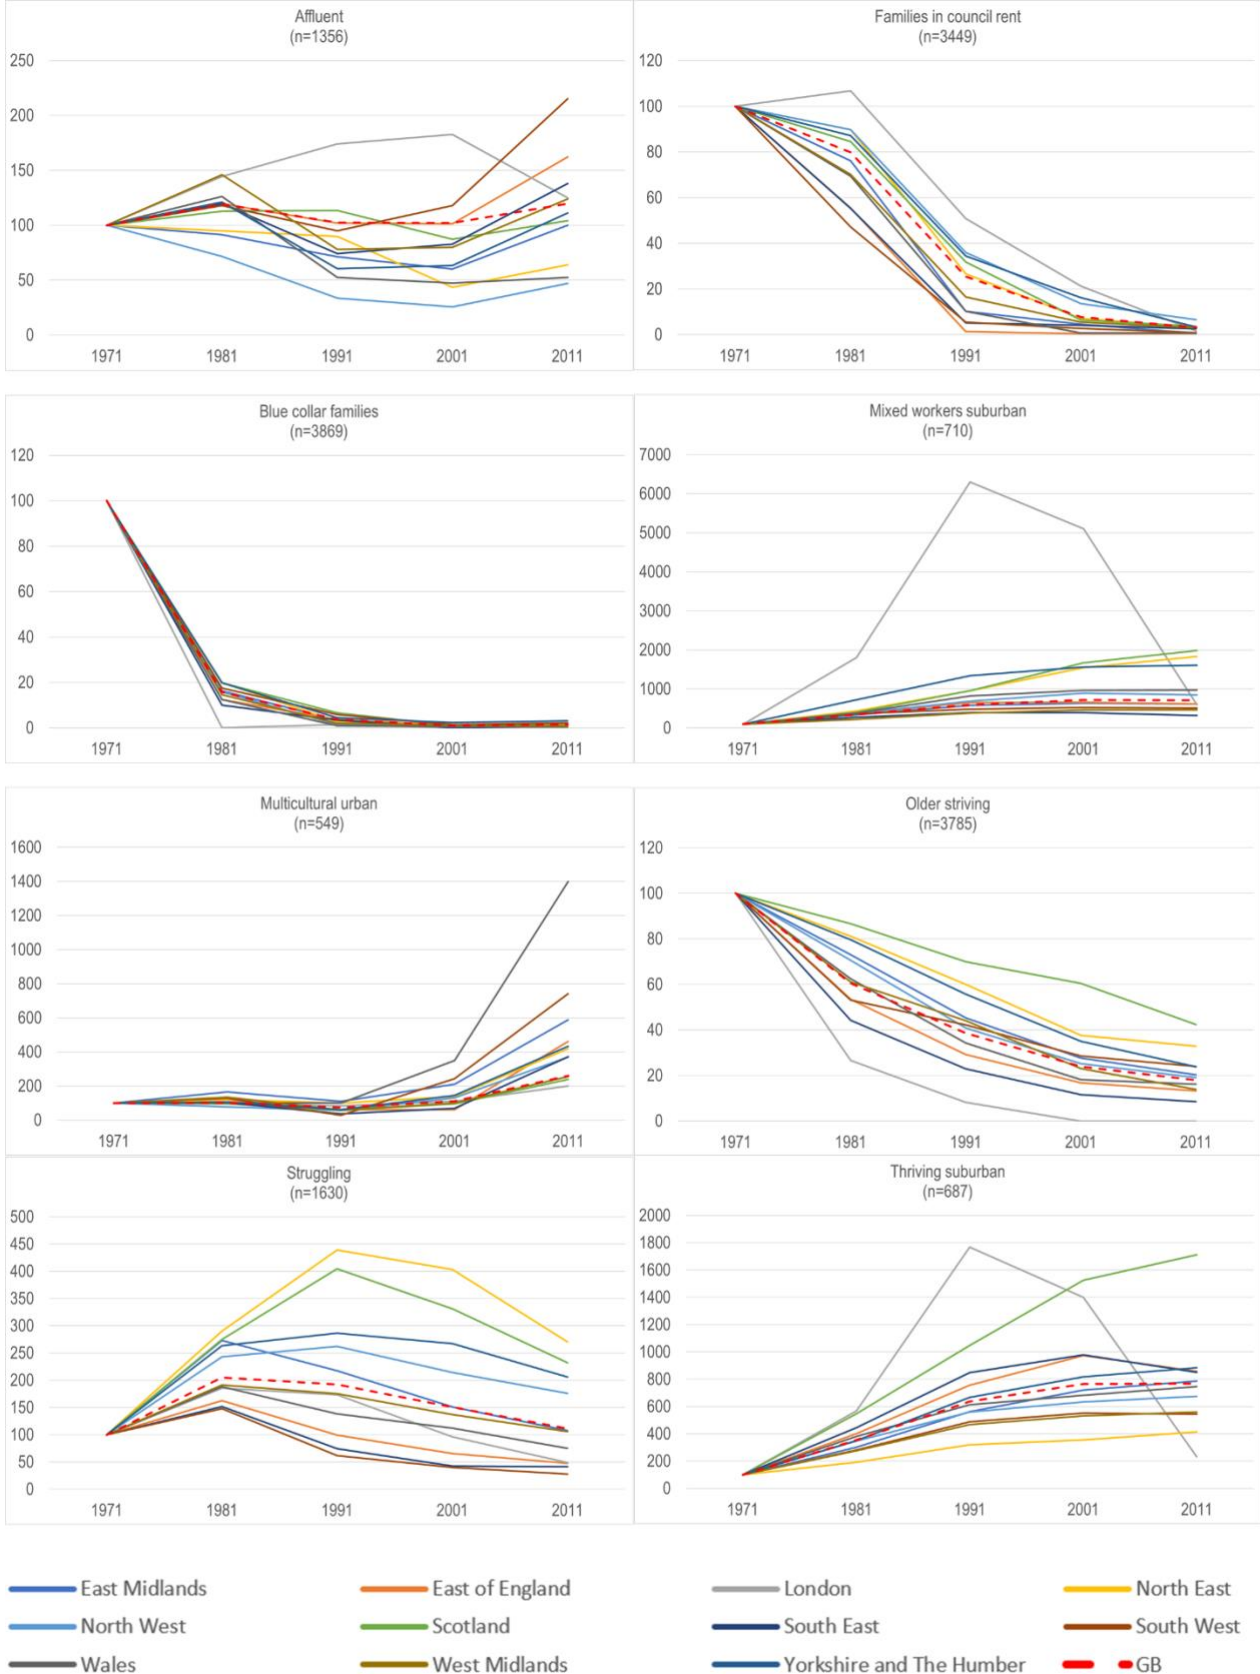 Affluent
(n=1356)
250
200
150
100
50
0
1971 1981 1991 2001 2011
Families in council rent
(n=3449)
120
100
80
60
40
20
0
1971 1981 1991 2001 2011
Blue collar families
(n=3869)
120
100
80
60
40
20
0
1971 1981 1991 2001 2011
Mixed workers suburban
(n=710)
7000
6000
5000
4000
3000
2000
1000
0
1971 1981 1991 2001 2011
Multicultural urban
(n=549)
1600
1400
1200
1000
800
600
400
200
0
1971 1981 1991 2001 2011
Older striving
(n=3785)
120
100
80
60
40
20
0
1971 1981 1991 2001 2011
Struggling
(n=1630)
500
450
400
350
300
250
200
150
100
50
0
1971 1981 1991 2001 2011
Thriving suburban
(n=687)
2000
1800
1600
1400
1200
1000
800
600
400
200
0
1971 1981 1991 2001 2011
East Midlands East of England London North East
North West Scotland South East South West
Wales West Midlands Yorkshire and The Humber GB